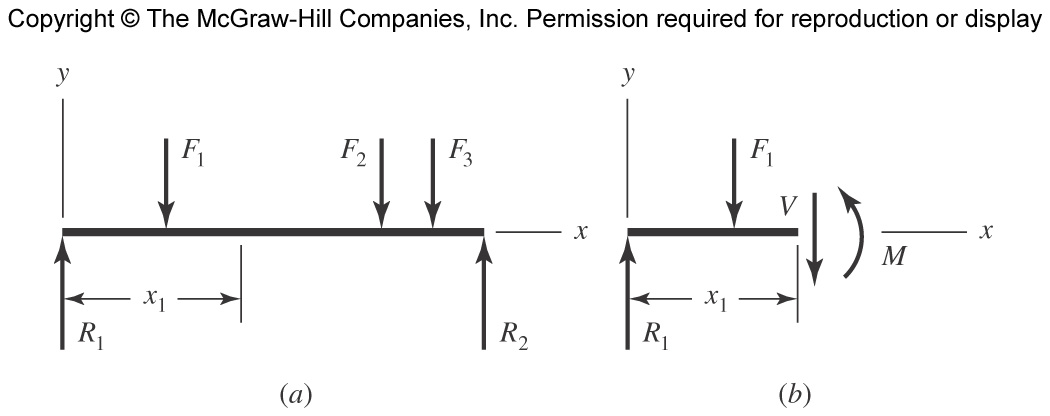 Copyright © The McGraw-Hill Companies, Inc. Permission required for reproduction or display
y
F₁
F₂
F₃
x
x₁
R₁
R₂
(a)
y
F₁
V
x
M
x₁
R₁
(b)